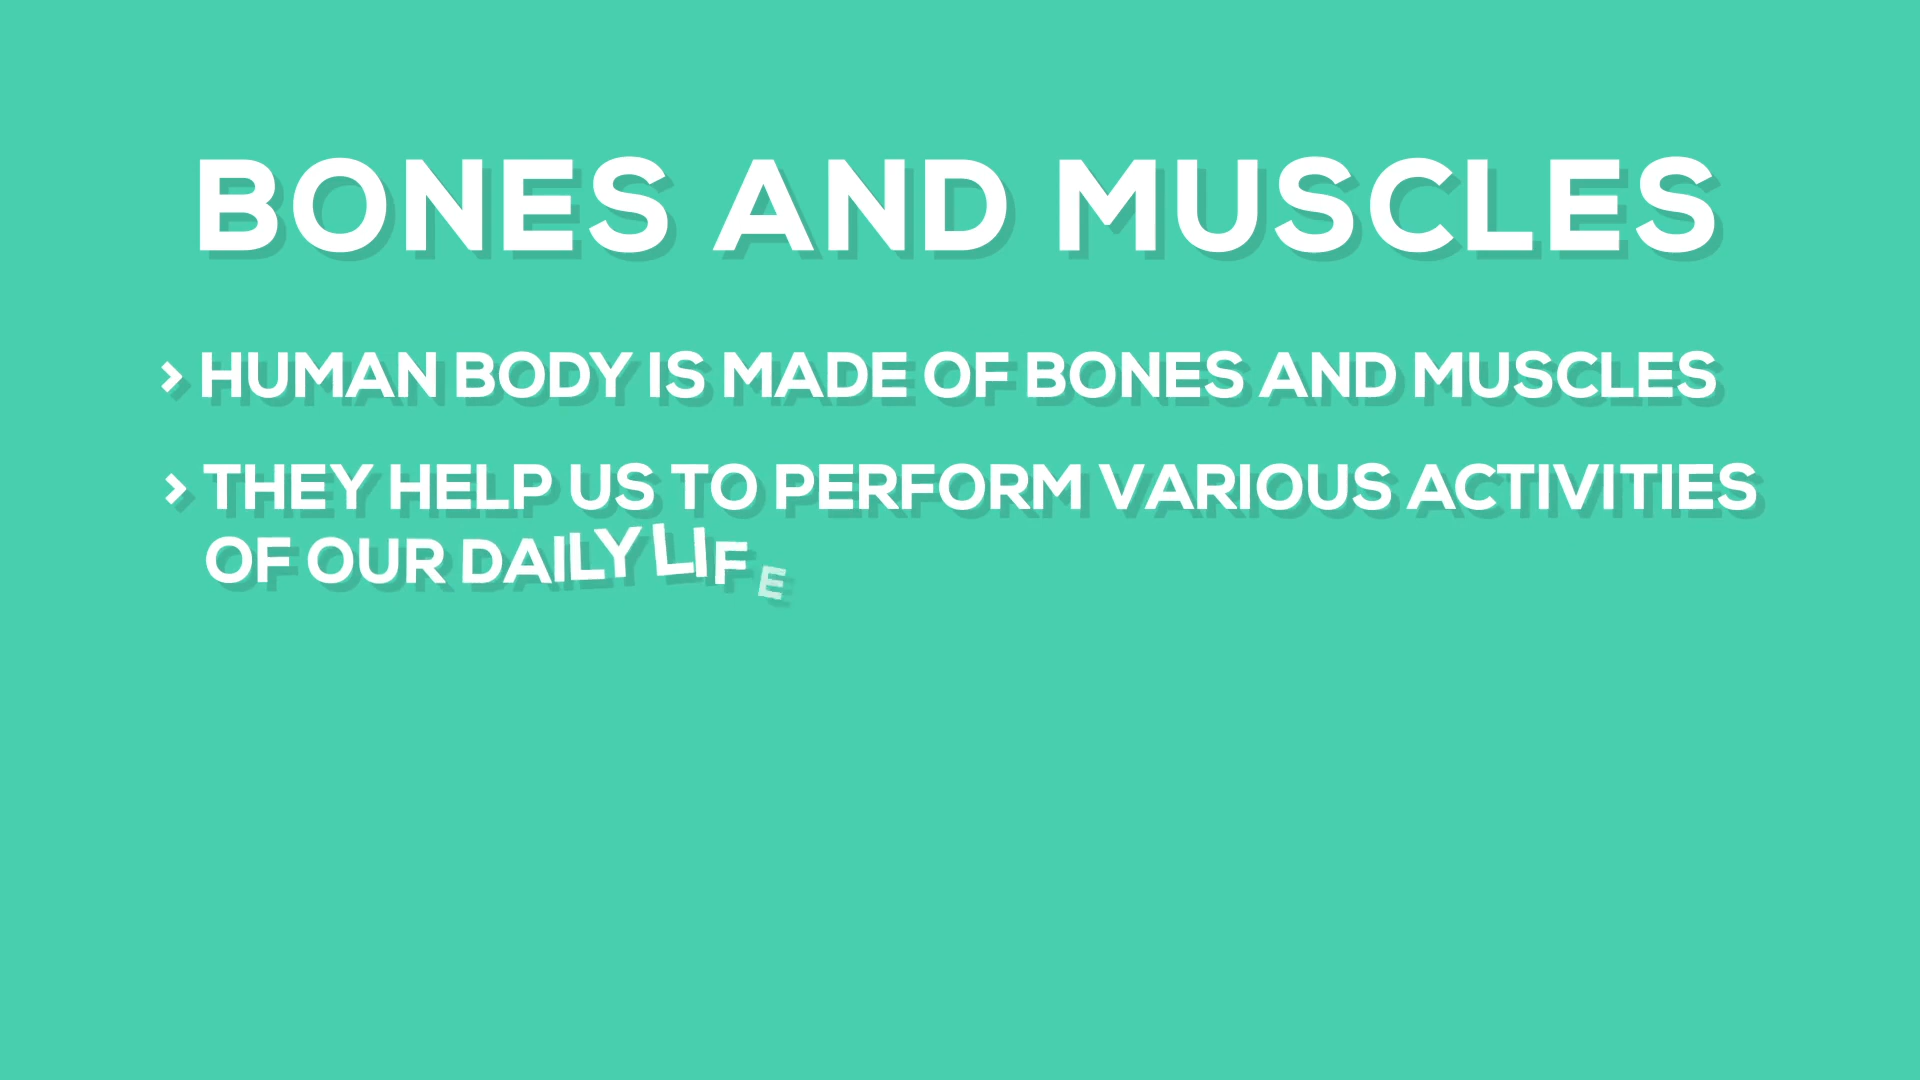 BONES AND MUSCLES
› HUMAN BODY IS MADE OF BONES AND MUSCLES
› THEY HELP US TO PERFORM VARIOUS ACTIVITIES
OF OUR DAILY LIFE